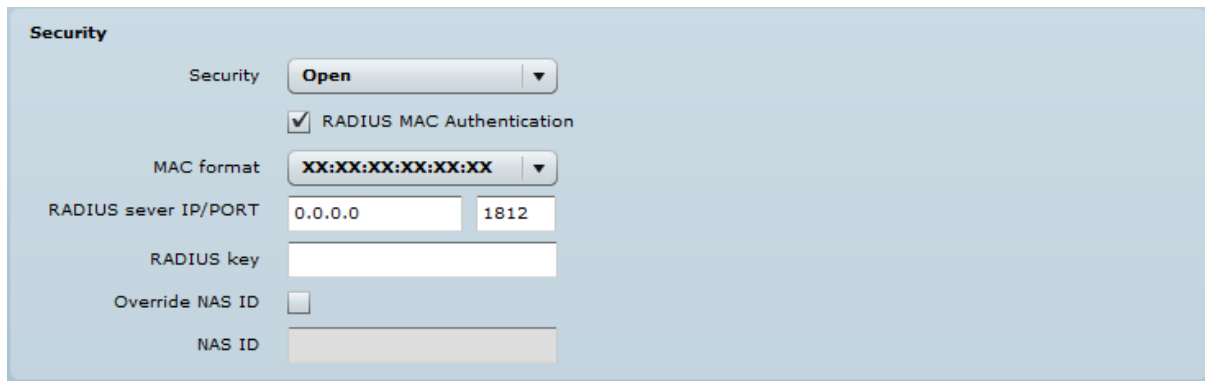 Security
Security Open
RADIUS MAC Authentication
MAC format XX:XX:XX:XX:XX:XX
RADIUS sever IP/PORT 0.0.0.0 1812
RADIUS key
Override NAS ID
NAS ID